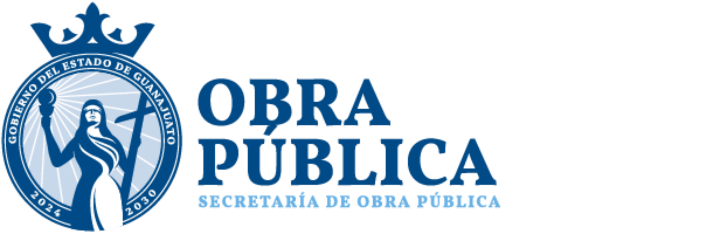 GOBIERNO DEL ESTADO DE GUANAJUATO
2024
2030
OBRA
PÚBLICA
SECRETARÍA DE OBRA PÚBLICA